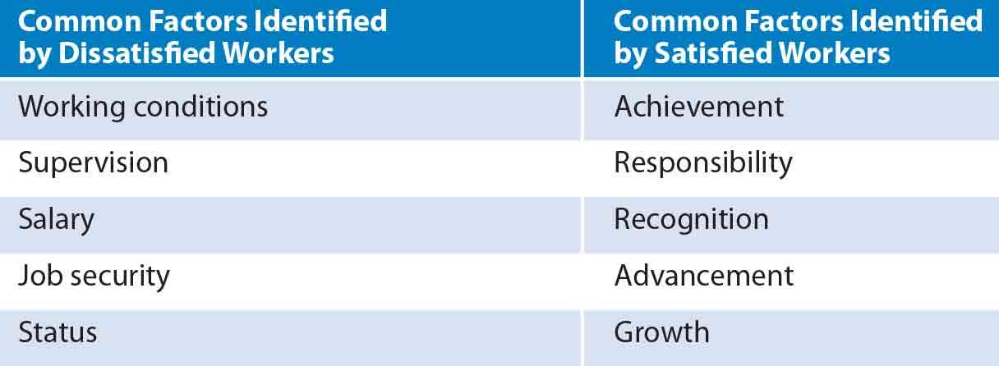 Common Factors Identified
by Dissatisfied Workers
Common Factors Identified
by Satisfied Workers
Working conditions
Achievement
Supervision
Responsibility
Salary
Recognition
Job security
Advancement
Status
Growth